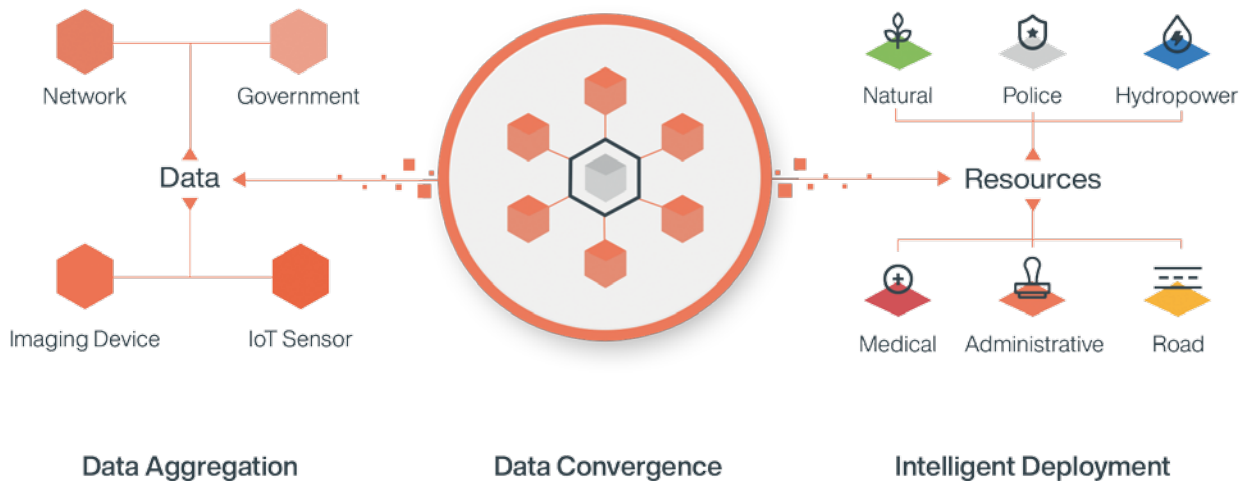 Network
Government
Data
Imaging Device
IoT Sensor
Natural
Police
Hydropower
Resources
Medical
Administrative
Road
Data Aggregation
Data Convergence
Intelligent Deployment